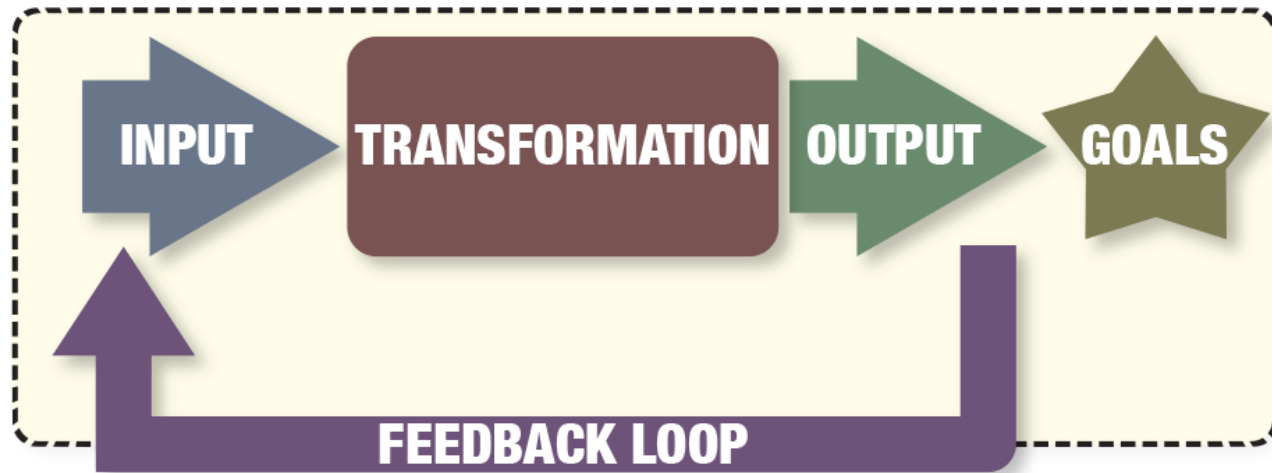 INPUT
TRANSFORMATION
OUTPUT
GOALS
FEEDBACK LOOP